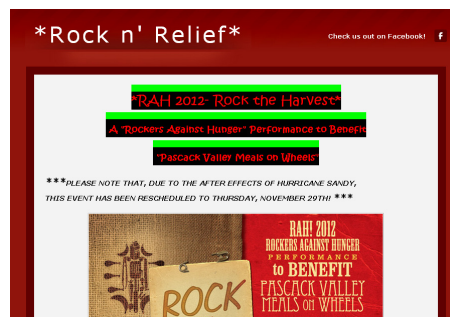 *Rock n' Relief*
Check us out on Facebook! f
*RAH 2012- Rock the Harvest*
A "Rockers Against Hunger" Performance to Benefit
"Pascack Valley Meals on Wheels"
***PLEASE NOTE THAT, DUE TO THE AFTER EFFECTS OF HURRICANE SANDY,
THIS EVENT HAS BEEN RESCHEDULED TO THURSDAY, NOVEMBER 29TH! ***
RAH! 2012
ROCKERS AGAINST HUNGER
PERFORMANCE
to BENEFIT
PASCACK VALLEY
MEALS ON WHEELS
ROCK